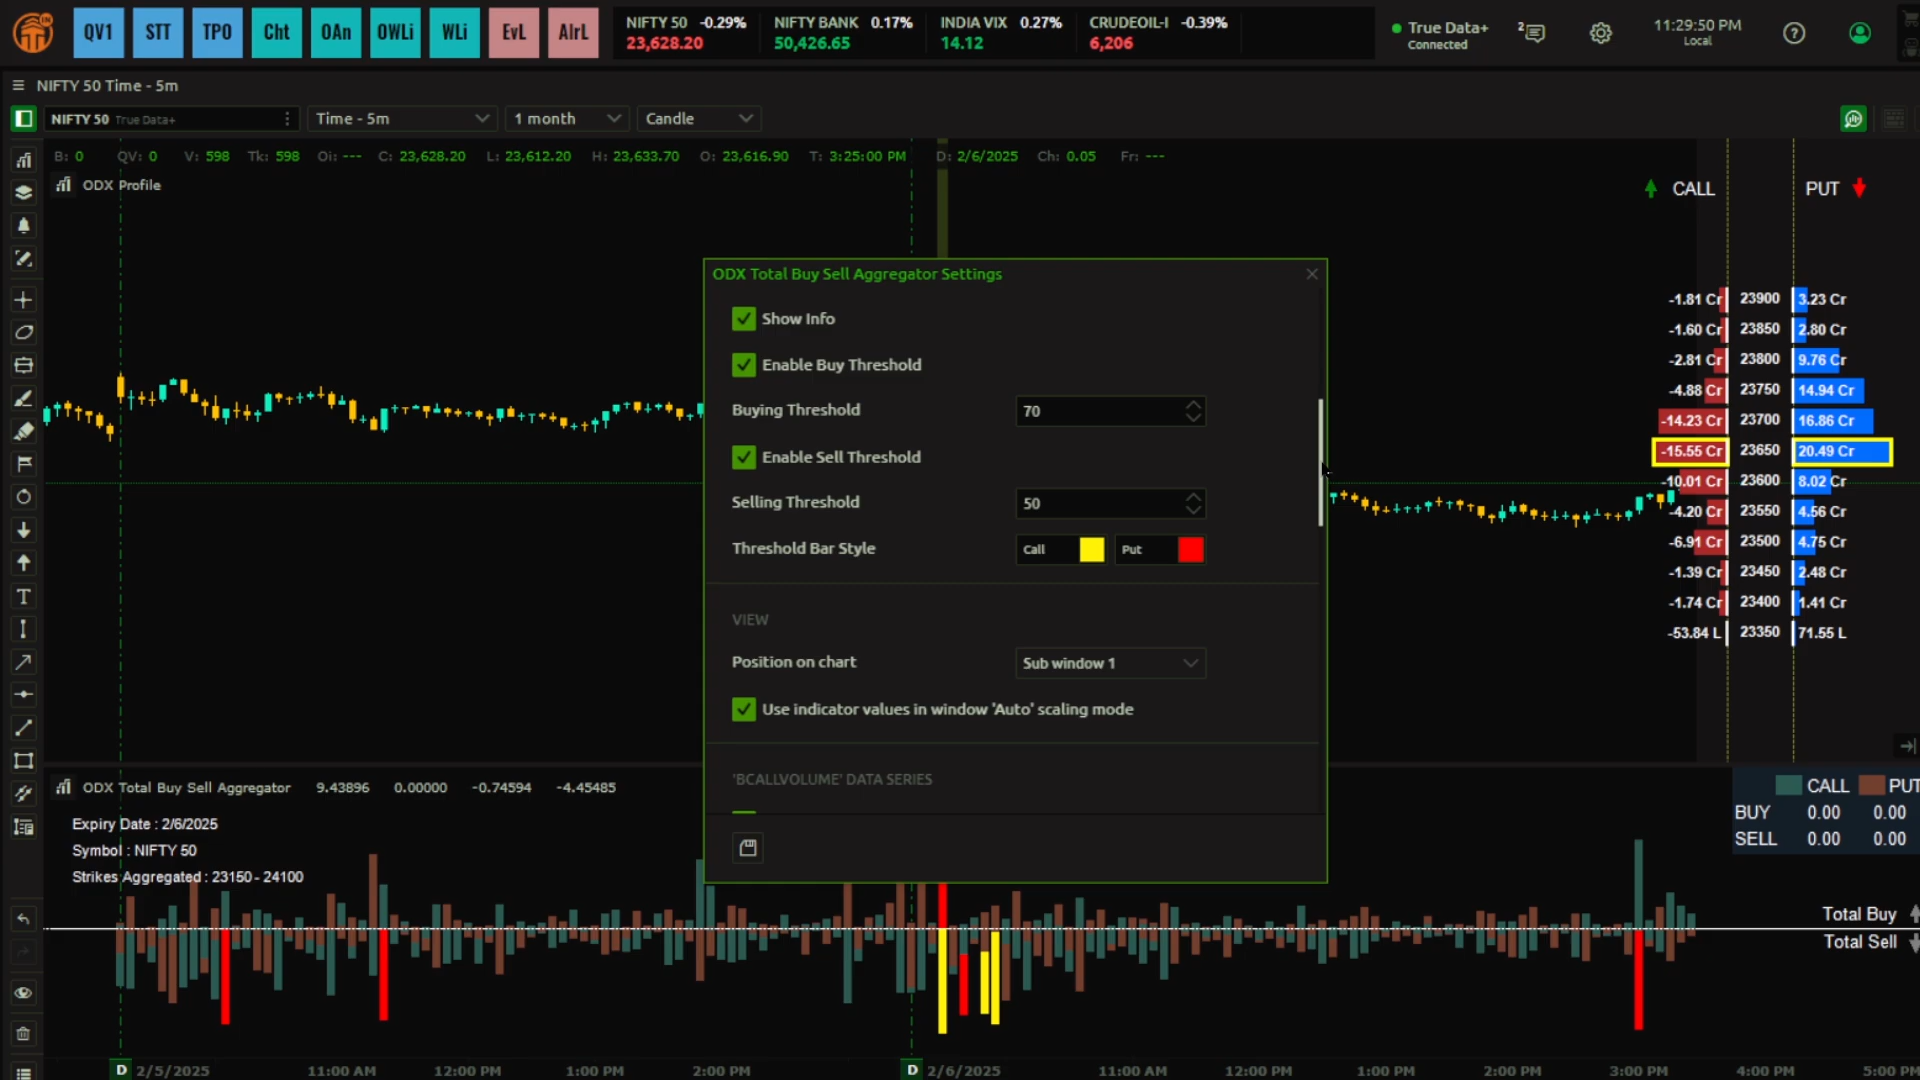 QV1 STT TPO Cht OAn OWLi WLi EvL AlrL
NIFTY 50 -0.29% NIFTY BANK 0.17% INDIA VIX 0.27% CRUDEOIL-I -0.39%
23,628.20 50,426.65 14.12 6,206
True Data+
Connected
2
11:29:50 PM
Local
NIFTY 50 Time - 5m
NIFTY 50 True Data+ Time - 5m 1 month Candle
B: 0 QV: 0 V: 598 Tk: 598 Oi: --- C: 23,628.20 L: 23,612.20 H: 23,633.70 O: 23,616.90 T: 3:25:00 PM D: 2/6/2025 Ch: 0.05 Fr: ---
ODX Profile
CALL PUT
-1.81 Cr 23900 3.23 Cr
-1.60 Cr 23850 2.80 Cr
-2.81 Cr 23800 9.76 Cr
-4.88 Cr 23750 14.94 Cr
-14.23 Cr 23700 16.86 Cr
-15.55 Cr 23650 20.49 Cr
-10.01 Cr 23600 8.02 Cr
-4.20 Cr 23550 4.56 Cr
-6.91 Cr 23500 4.75 Cr
-1.39 Cr 23450 2.48 Cr
-1.74 Cr 23400 1.41 Cr
-53.84 L 23350 71.55 L
ODX Total Buy Sell Aggregator Settings
Show Info
Enable Buy Threshold
Buying Threshold 70
Enable Sell Threshold
Selling Threshold 50
Threshold Bar Style Call Put
VIEW
Position on chart Sub window 1
Use indicator values in window 'Auto' scaling mode
'BCALLVOLUME' DATA SERIES
ODX Total Buy Sell Aggregator 9.43896 0.00000 -0.74594 -4.45485
Expiry Date : 2/6/2025
Symbol : NIFTY 50
Strikes Aggregated : 23150 - 24100
CALL PUT
BUY 0.00 0.00
SELL 0.00 0.00
Total Buy
Total Sell
D 2/5/2025 11:00 AM 12:00 PM 1:00 PM 2:00 PM D 2/6/2025 11:00 AM 12:00 PM 1:00 PM 2:00 PM 3:00 PM 4:00 PM 5:00 PM